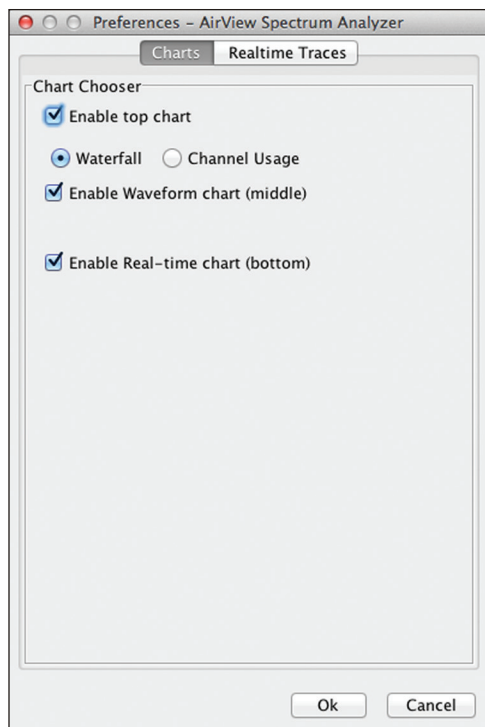 Preferences – AirView Spectrum Analyzer
Charts Realtime Traces
Chart Chooser
Enable top chart
Waterfall Channel Usage
Enable Waveform chart (middle)
Enable Real-time chart (bottom)
Ok Cancel